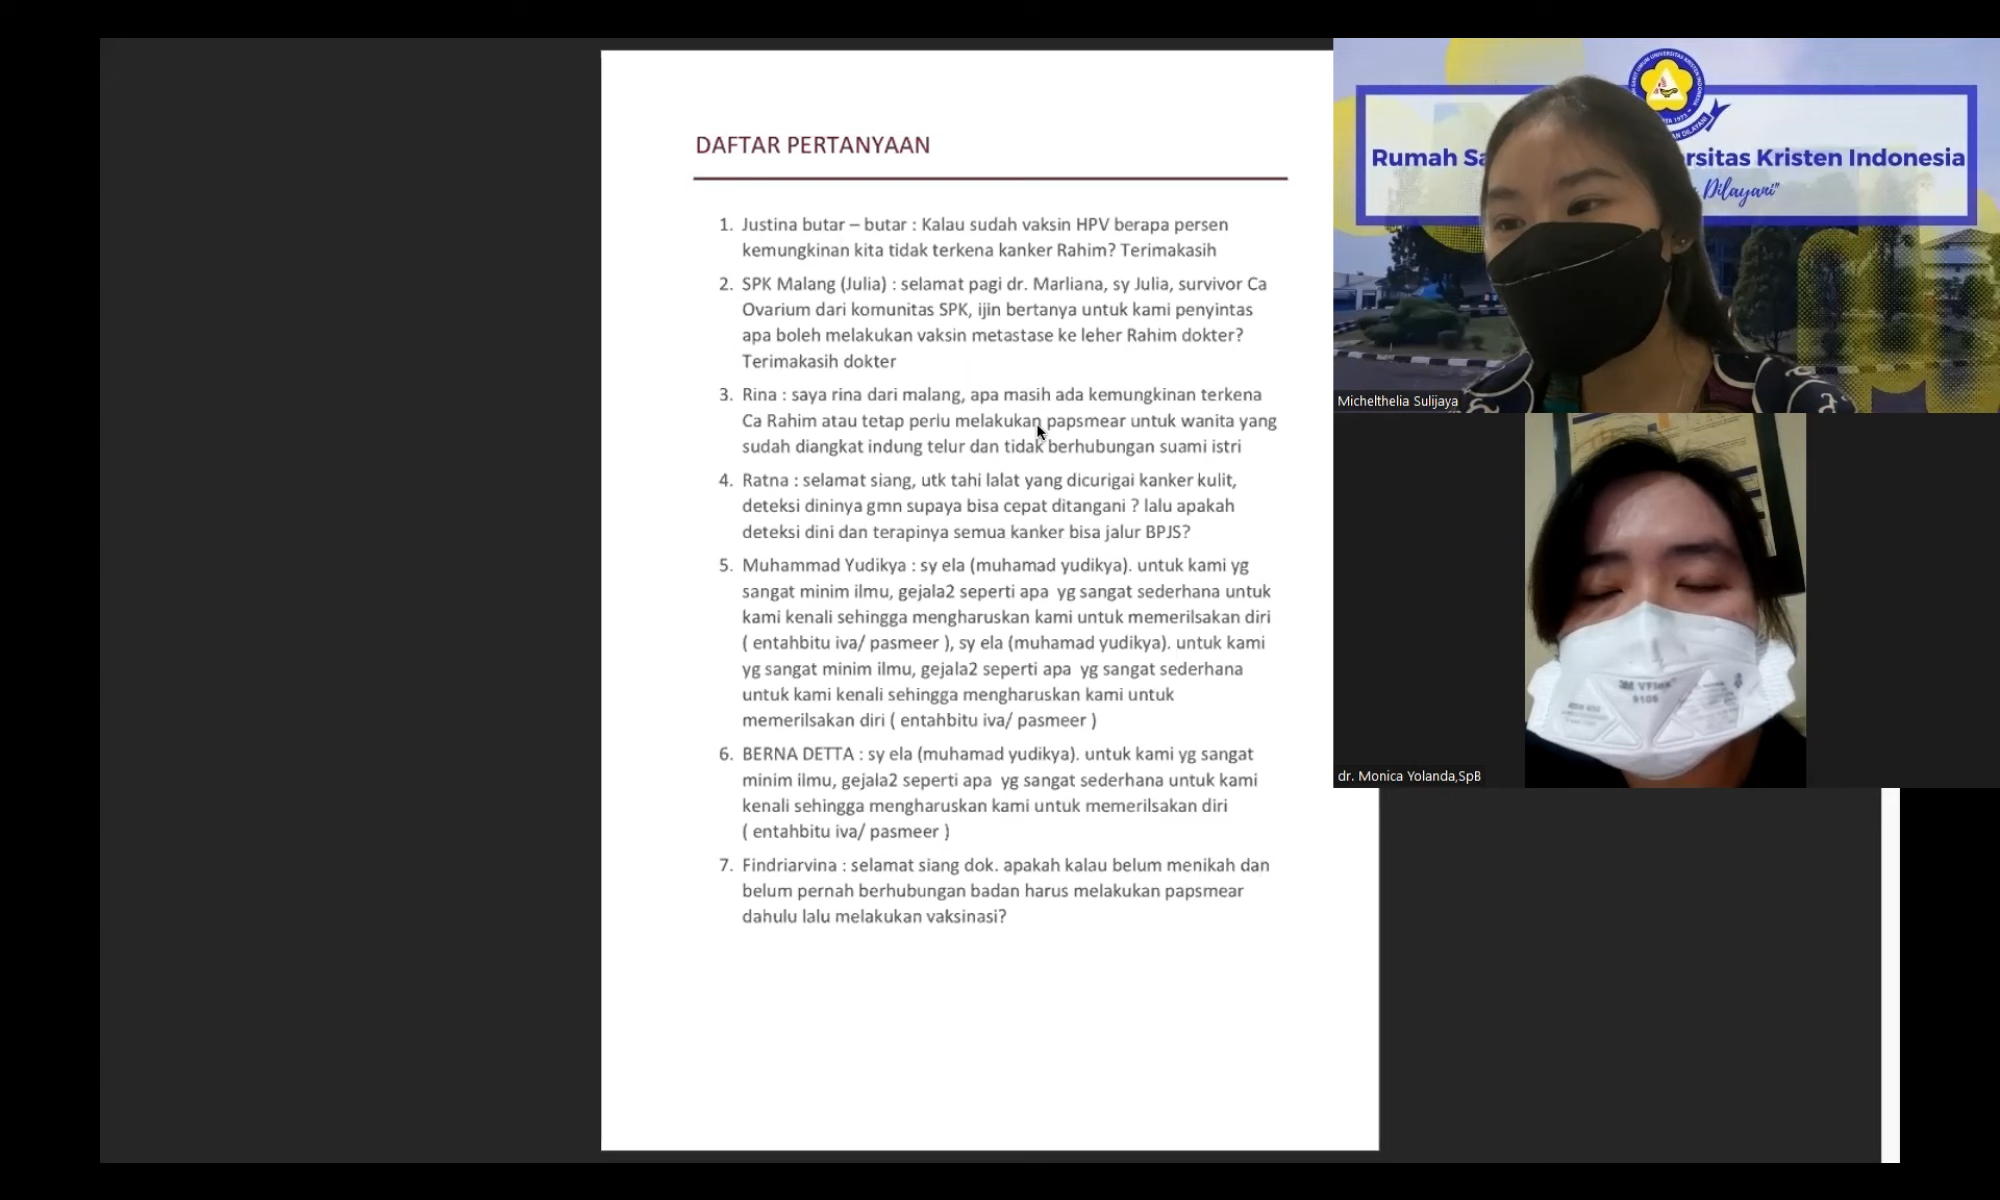 DAFTAR PERTANYAAN
1. Justina butar – butar : Kalau sudah vaksin HPV berapa persen
kemungkinan kita tidak terkena kanker Rahim? Terimakasih
2. SPK Malang (Julia) : selamat pagi dr. Marliana, sy Julia, survivor Ca
Ovarium dari komunitas SPK, ijin bertanya untuk kami penyintas
apa boleh melakukan vaksin metastase ke leher Rahim dokter?
Terimakasih dokter
3. Rina : saya rina dari malang, apa masih ada kemungkinan terkena
Ca Rahim atau tetap perlu melakukan papsmear untuk wanita yang
sudah diangkat indung telur dan tidak berhubungan suami istri
4. Ratna : selamat siang, utk tahi lalat yang dicurigai kanker kulit,
deteksi dininya gmn supaya bisa cepat ditangani ? lalu apakah
deteksi dini dan terapinya semua kanker bisa jalur BPJS?
5. Muhammad Yudikya : sy ela (muhamad yudikya). untuk kami yg
sangat minim ilmu, gejala2 seperti apa yg sangat sederhana untuk
kami kenali sehingga mengharuskan kami untuk memerilsakan diri
( entahbitu iva/ pasmeer ), sy ela (muhamad yudikya). untuk kami
yg sangat minim ilmu, gejala2 seperti apa yg sangat sederhana
untuk kami kenali sehingga mengharuskan kami untuk
memerilsakan diri ( entahbitu iva/ pasmeer )
6. BERNA DETTA : sy ela (muhamad yudikya). untuk kami yg sangat
minim ilmu, gejala2 seperti apa yg sangat sederhana untuk kami
kenali sehingga mengharuskan kami untuk memerilsakan diri
( entahbitu iva/ pasmeer )
7. Findriarvina : selamat siang dok. apakah kalau belum menikah dan
belum pernah berhubungan badan harus melakukan papsmear
dahulu lalu melakukan vaksinasi?
Rumah Sa rsitas Kristen Indonesia
Dilayani"
Michelthelia Sulijaya
3M VFlex
9105
dr. Monica Yolanda,SpB